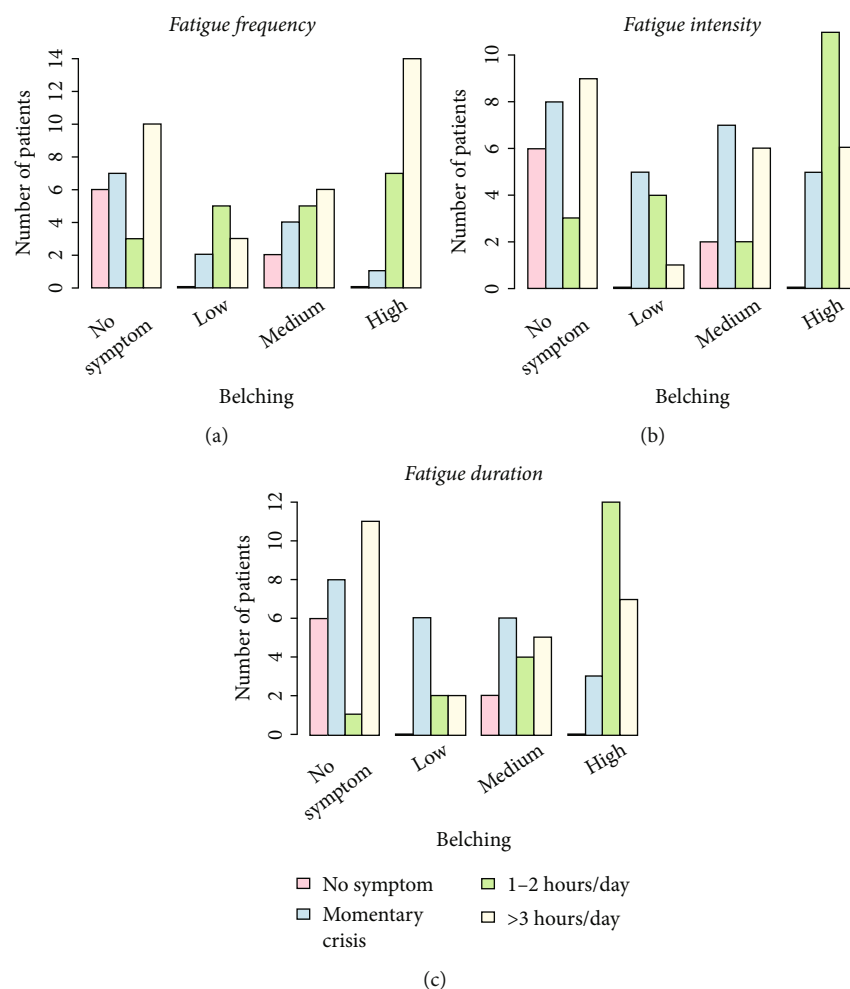 Fatigue frequency
Number of patients
14
12
10
8
6
4
2
0
No
symptom
Low
Medium
High
Belching
(a)
Fatigue intensity
Number of patients
10
8
6
4
2
0
No
symptom
Low
Medium
High
Belching
(b)
Fatigue duration
Number of patients
12
10
8
6
4
2
0
No
symptom
Low
Medium
High
Belching
No symptom
Momentary
crisis
1–2 hours/day
>3 hours/day
(c)